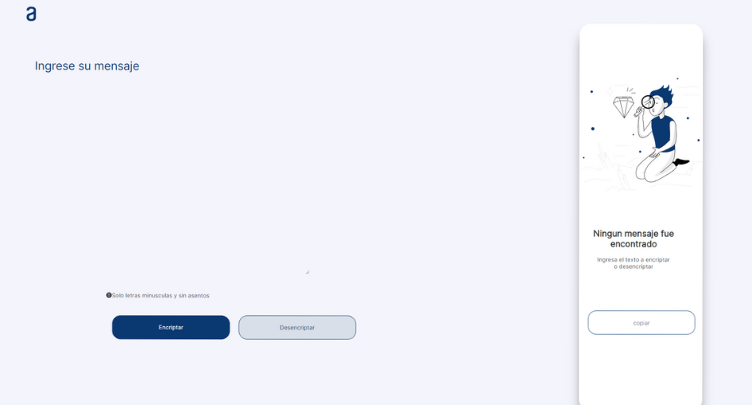 a
Ingrese su mensaje
Solo letras minusculas y sin asentos
Encriptar
Desencriptar
Ningun mensaje fue
encontrado
Ingresa el texto a encriptar
o desencriptar
copiar